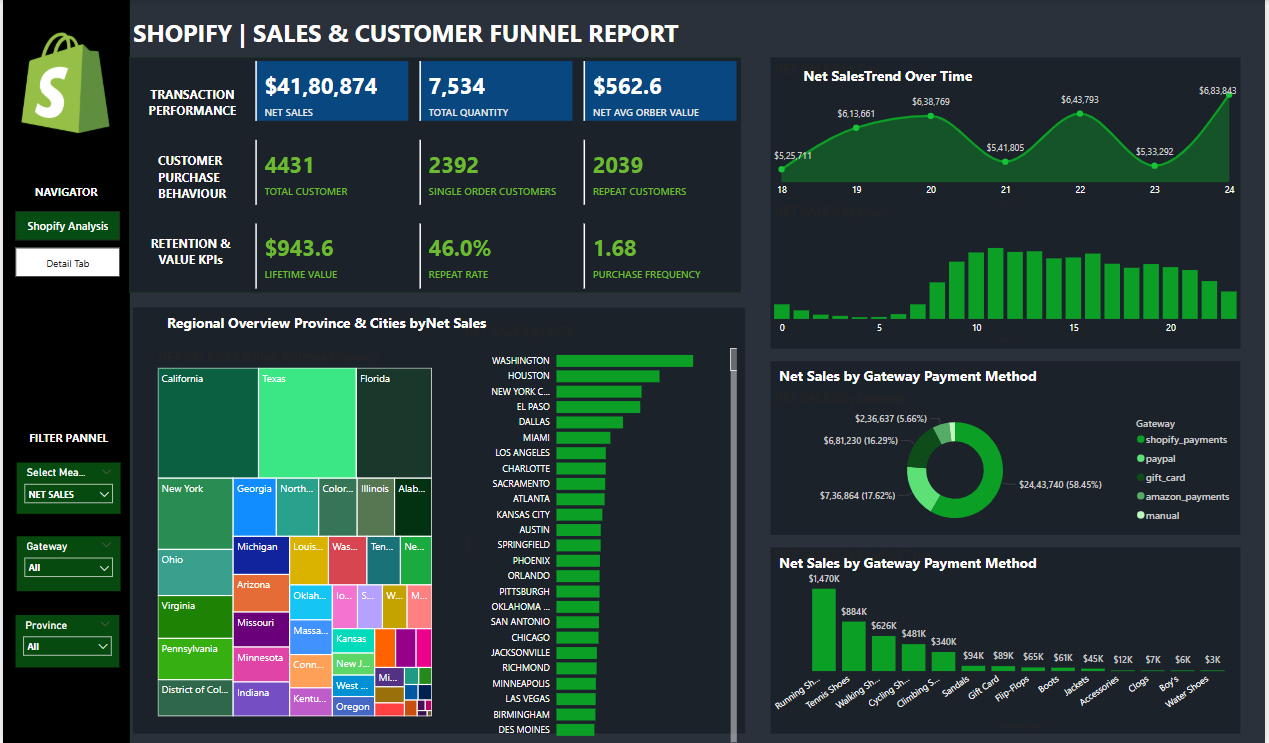 SHOPIFY | SALES & CUSTOMER FUNNEL REPORT
S
NAVIGATOR
Shopify Analysis
Detail Tab
FILTER PANNEL
Select Mea...
NET SALES
Gateway
All
Province
All
TRANSACTION
PERFORMANCE
$41,80,874
NET SALES
7,534
TOTAL QUANTITY
$562.6
NET AVG ORBER VALUE
CUSTOMER
PURCHASE
BEHAVIOUR
4431
TOTAL CUSTOMER
2392
SINGLE ORDER CUSTOMERS
2039
REPEAT CUSTOMERS
RETENTION &
VALUE KPIs
$943.6
LIFETIME VALUE
46.0%
REPEAT RATE
1.68
PURCHASE FREQUENCY
Regional Overview Province & Cities byNet Sales
California
Texas
Florida
New York
Ohio
Virginia
Pennsylvania
District of Col...
Georgia
North...
Color...
Illinois
Alab...
Michigan
Arizona
Missouri
Minnesota
Indiana
Louis...
Was...
Ten...
Ne...
Oklah...
Io...
S...
W...
M...
Massa...
Conn...
Kentu...
Kansas
New J...
West ...
Oregon
Mi...
WASHINGTON
HOUSTON
NEW YORK C...
EL PASO
DALLAS
MIAMI
LOS ANGELES
CHARLOTTE
SACRAMENTO
ATLANTA
KANSAS CITY
AUSTIN
SPRINGFIELD
PHOENIX
ORLANDO
PITTSBURGH
OKLAHOMA ...
SAN ANTONIO
CHICAGO
JACKSONVILLE
RICHMOND
MINNEAPOLIS
LAS VEGAS
BIRMINGHAM
DES MOINES
Net SalesTrend Over Time
$5,25,711
$6,13,661
$6,38,769
$5,41,805
$6,43,793
$5,33,292
$6,83,843
18 19 20 21 22 23 24
0 5 10 15 20
Net Sales by Gateway Payment Method
$2,36,637 (5.66%)
$6,81,230 (16.29%)
$7,36,864 (17.62%)
$24,43,740 (58.45%)
Gateway
shopify_payments
paypal
gift_card
amazon_payments
manual
Net Sales by Gateway Payment Method
$1,470K
$884K
$626K
$481K
$340K
$94K
$89K
$65K
$61K
$45K
$12K
$7K
$6K
$3K
Running Sh...
Tennis Shoes
Walking Sh...
Cycling Sh...
Climbing S...
Sandals
Gift Card
Flip-Flops
Boots
Jackets
Accessories
Clogs
Boy's
Water Shoes